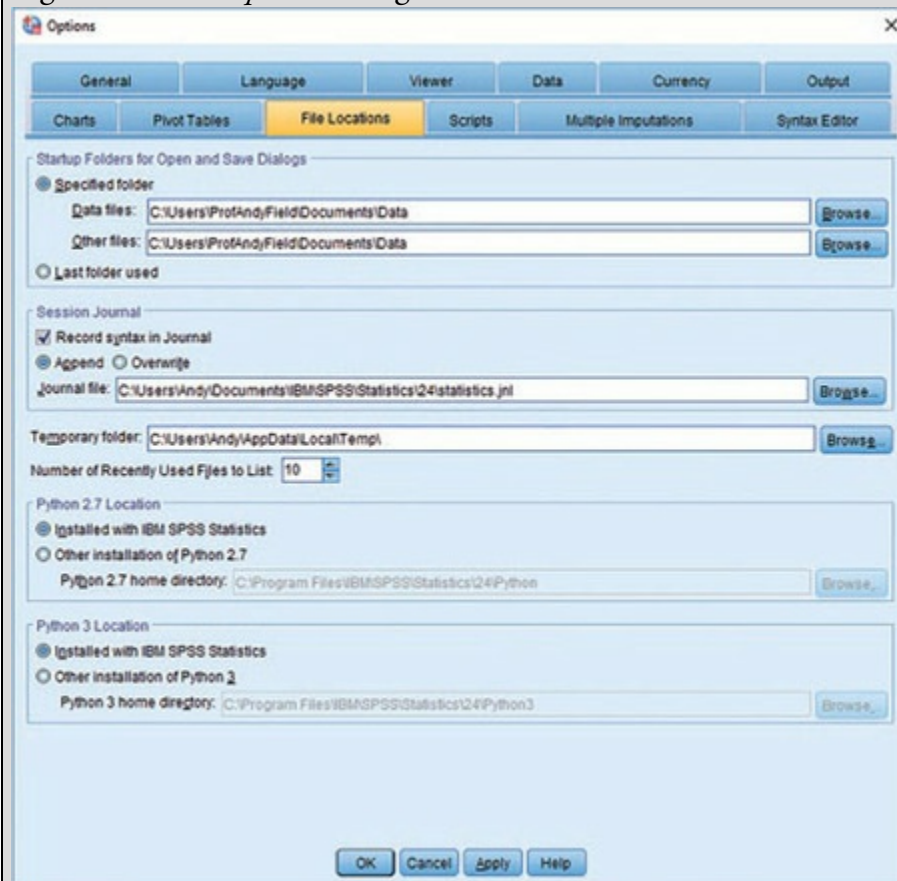 Options
General Language Viewer Data Currency Output
Charts Pivot Tables File Locations Scripts Multiple Imputations Syntax Editor
Startup Folders for Open and Save Dialogs
Specified folder
Data files: C:\Users\ProfAndyField\Documents\Data Browse...
Other files: C:\Users\ProfAndyField\Documents\Data Browse...
Last folder used
Session Journal
Record syntax in Journal
Append Overwrite
Journal file: C:\Users\Andy\Documents\IBM\SPSS\Statistics\24\statistics.jnl Browse...
Temporary folder: C:\Users\Andy\AppData\Local\Temp\ Browse...
Number of Recently Used Files to List: 10
Python 2.7 Location
Installed with IBM SPSS Statistics
Other installation of Python 2.7
Python 2.7 home directory: C:\Program Files\IBM\SPSS\Statistics\24\Python Browse...
Python 3 Location
Installed with IBM SPSS Statistics
Other installation of Python 3
Python 3 home directory: C:\Program Files\IBM\SPSS\Statistics\24\Python3 Browse...
OK Cancel Apply Help